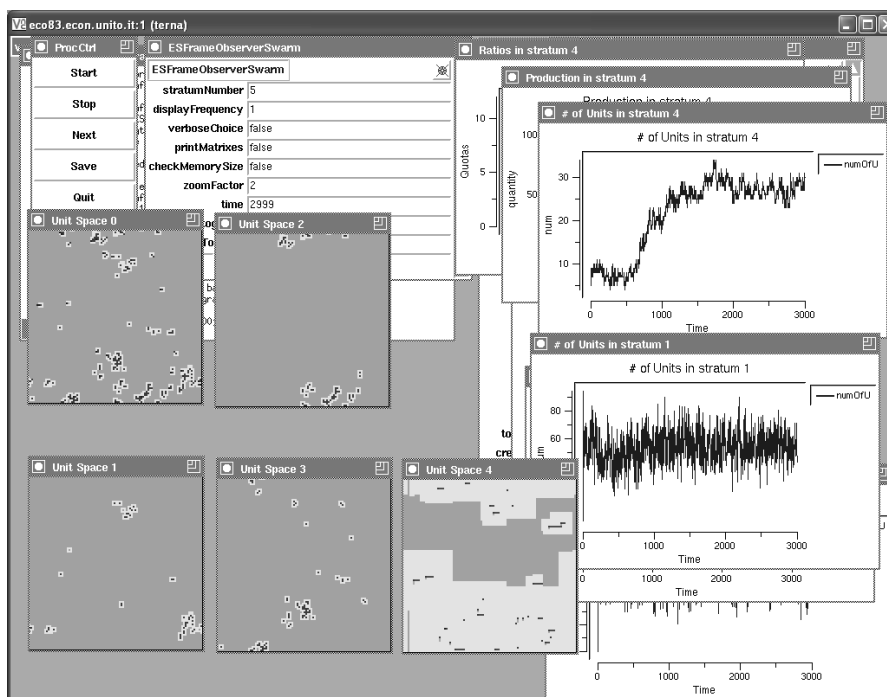 eco83.econ.unito.it:1 (terna)
ProcCtrl
Start
Stop
Next
Save
Quit
ESFrameObserverSwarm
ESFrameObserverSwarm
stratumNumber 5
displayFrequency 1
verboseChoice false
printMatrixes false
checkMemorySize false
zoomFactor 2
time 2999
Ratios in stratum 4
10
5
0
Quotas
Production in stratum 4
Production in stratum 4
100
50
quantity
# of Units in stratum 4
# of Units in stratum 4
numOfU
30
20
10
num
0
1000
2000
3000
Time
Unit Space 0
Unit Space 2
# of Units in stratum 1
# of Units in stratum 1
numOfU
80
60
0
1000
2000
3000
Time
Unit Space 1
Unit Space 3
Unit Space 4
0
1000
2000
3000
Time
0
1000
2000
3000
Time